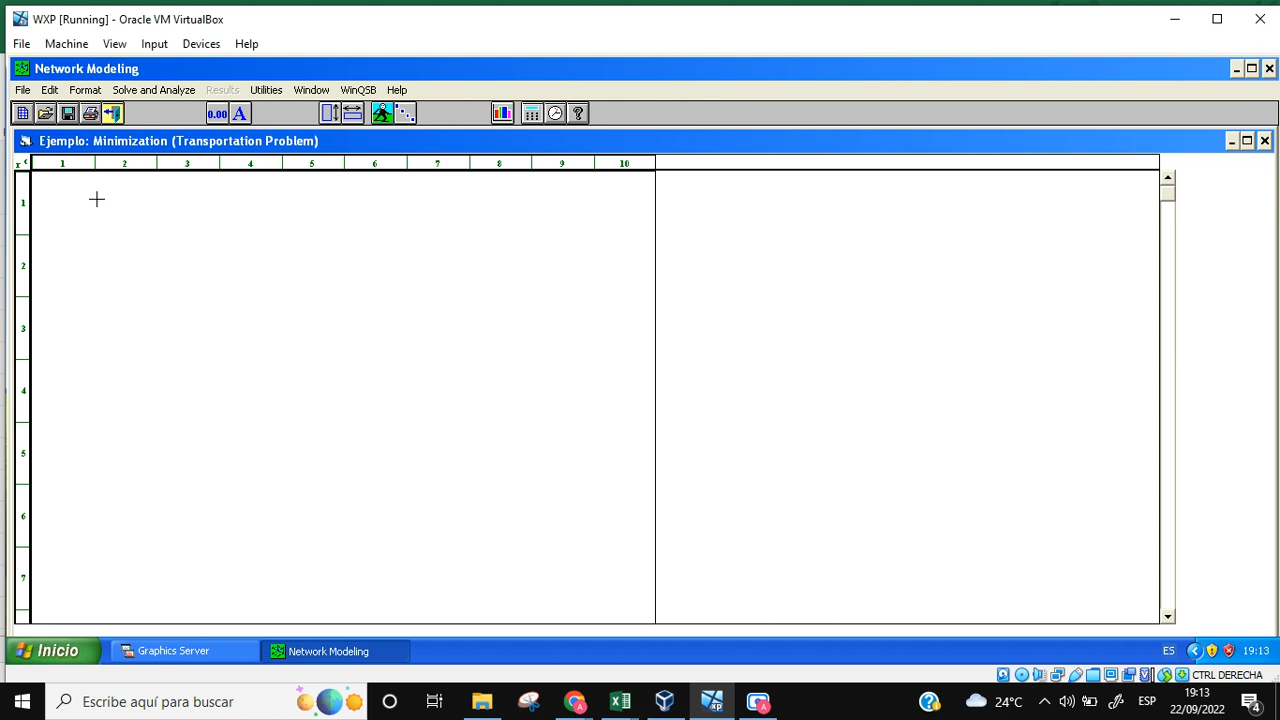 WXP [Running] - Oracle VM VirtualBox
File Machine View Input Devices Help
Network Modeling
File Edit Format Solve and Analyze Results Utilities Window WinQSB Help
0.00 A ?
Ejemplo: Minimization (Transportation Problem)
1 2 3 4 5 6 7 8 9 10
1
2
3
4
5
6
7
Inicio Graphics Server Network Modeling ES 19:13
CTRL DERECHA
Escribe aquí para buscar 24°C ESP 19:13
22/09/2022 4